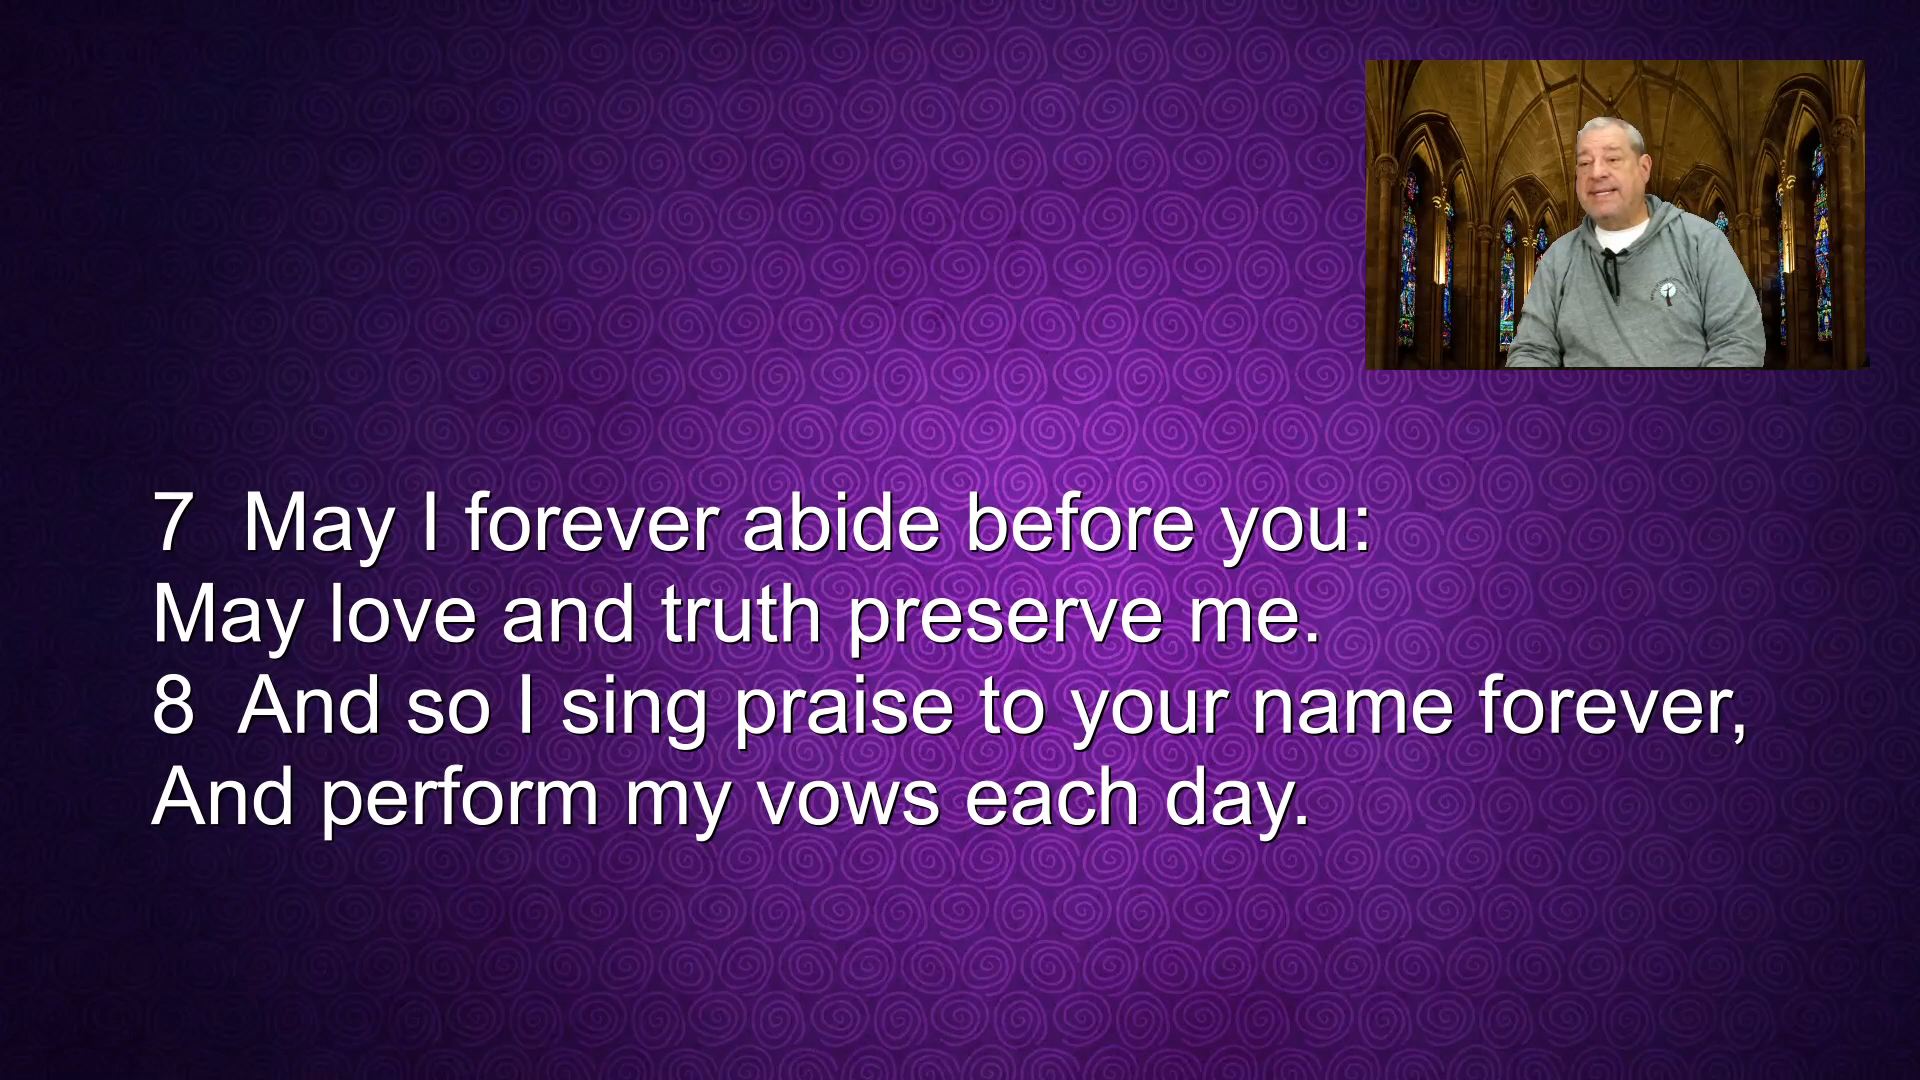 7 May I forever abide before you:
May love and truth preserve me.
8 And so I sing praise to your name forever,
And perform my vows each day.